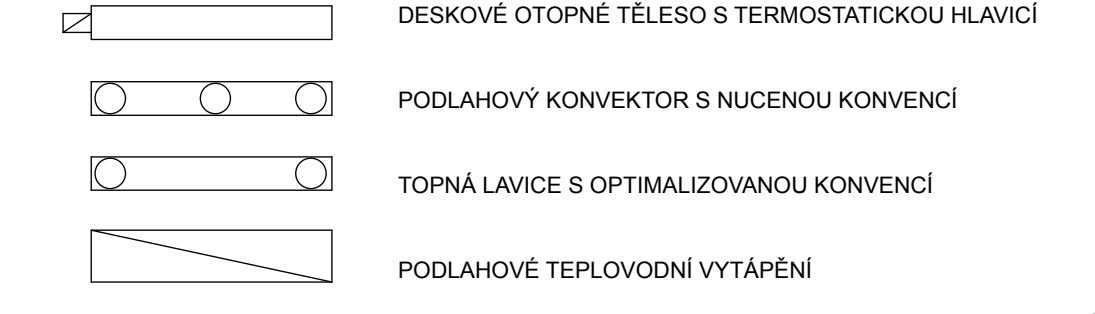 DESKOVÉ OTOPNÉ TĚLESO S TERMOSTATICKOU HLAVICÍ
PODLAHOVÝ KONVEKTOR S NUCENOU KONVENCÍ
TOPNÁ LAVICE S OPTIMALIZOVANOU KONVENCÍ
PODLAHOVÉ TEPLOVODNÍ VYTÁPĚNÍ